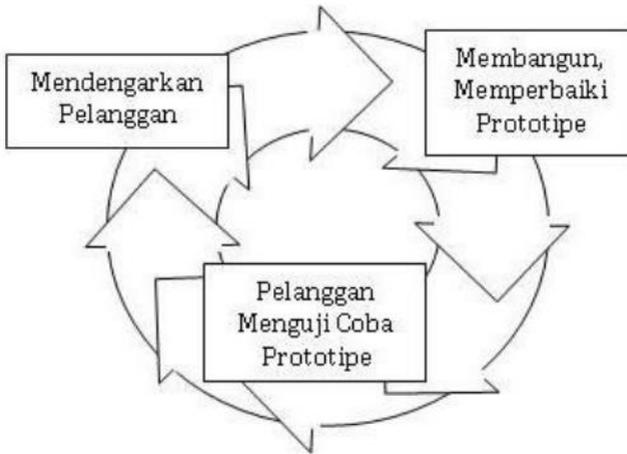 Mendengarkan
Pelanggan
Membangun,
Memperbaiki
Prototipe
Pelanggan
Menguji Coba
Prototipe